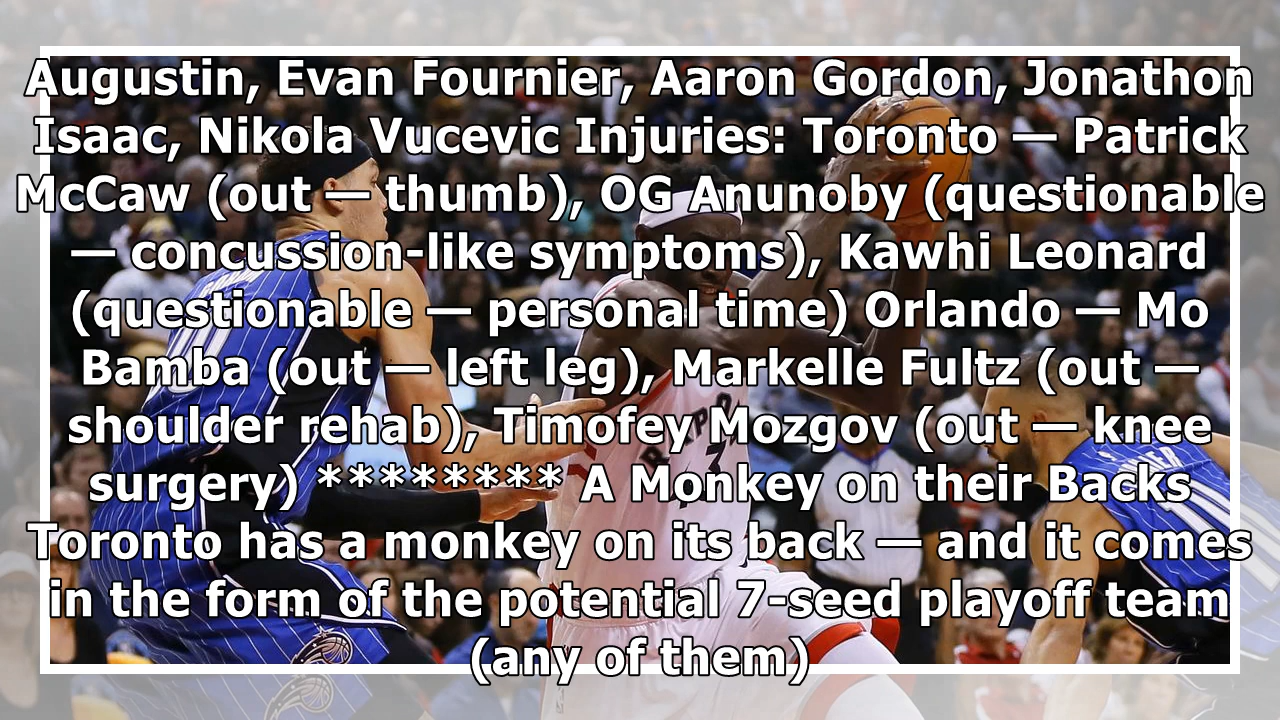 Augustin, Evan Fournier, Aaron Gordon, Jonathon
Isaac, Nikola Vucevic Injuries: Toronto — Patrick
McCaw (out — thumb), OG Anunoby (questionable
— concussion-like symptoms), Kawhi Leonard
(questionable — personal time) Orlando — Mo
Bamba (out — left leg), Markelle Fultz (out —
shoulder rehab), Timofey Mozgov (out — knee
surgery) ******** A Monkey on their Backs
Toronto has a monkey on its back — and it comes
in the form of the potential 7-seed playoff team
(any of them)